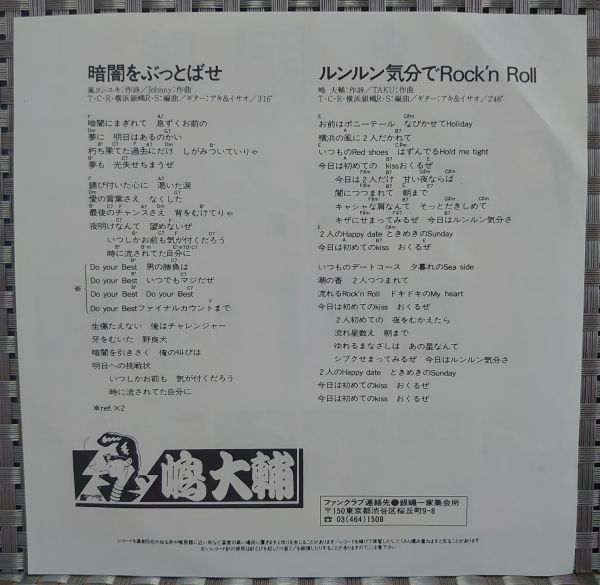 暗闇をぶっとばせ
嵐ヨシユキ:作詩/Johnny:作曲
T・C・R・横浜銀蝿R・S:編曲/ギター:アキ&イサオ/3'16"
F A7
暗闇にまぎれて 息ずくお前の
Dm G7
夢に 明日はあるのかい
B♭ C7 F A7 Dm B♭
朽ち果てた過去にだけ しがみついていりゃ
B♭ C7
夢も 光失せちまうぜ
F A7
錆び付いた心に 渇いた涙
Dm G7
愛の言葉さえ なくした
B♭ C7 F A7 Dm B♭
最後のチャンスさえ 背をむけてりゃ
C7 F
夜明けなんて 望めないぜ
B♭ C7 F D7
いつしかお前も気が付くだろう
時に流されてた自分に
※
Do your Best 男の勝負は
Do your Best いつでもマジだぜ
Do your Best Do your Best
Do your Bestファイナルカウントまで
生傷たえない 俺はチャレンジャー
牙をむいた 野良犬
暗闇を引きさく 俺の叫びは
明日への挑戦状
いつしかお前も 気が付くだろう
時に流されてた自分に
※ref.×2
嶋大輔
ルンルン気分でRock'n Roll
嶋 大輔:作詩/TAKU:作曲
T・C・R・横浜銀蝿R・S:編曲/ギター:アキ&イサオ/2'48"
E C#m
お前はポニーテール なびかせてHoliday
A B7
横浜の風に2人だかれて
E C#m
いつものRed shoes はずんでるHold me tight
A B7 E
今日は初めての kissおくるぜ
F#m B7 E
今日は2人だけ 甘い夜ならば
F#m B7 E E7
闇につつまれて 朝まで
A B7 E C#m
キャシャな肩なんて そっとだきしめて
F#m F#7 B7
キザにせまってみるぜ 今日はルンルン気分さ
E C#m
2人のHappy date ときめきのSunday
A B7 E
今日は初めてのkiss おくるぜ
いつものデートコース 夕暮れのSea side
潮の香 2人つつまれて
流れるRock'n Roll ドキドキのMy heart
今日は初めてのkiss おくるぜ
2人初めての 夜をむかえたら
流れ星数え 朝まで
ゆれるまなざしは あの星なんて
シブクせまってみるぜ 今日はルンルン気分さ
2人のHappy date ときめきのSunday
今日は初めてのkiss おくるぜ
今日は初めてのkiss おくるぜ
ファンクラブ連絡先●銀蝿一家集会所
〒150東京都渋谷区桜丘町9-8
☎ 03(464)1508